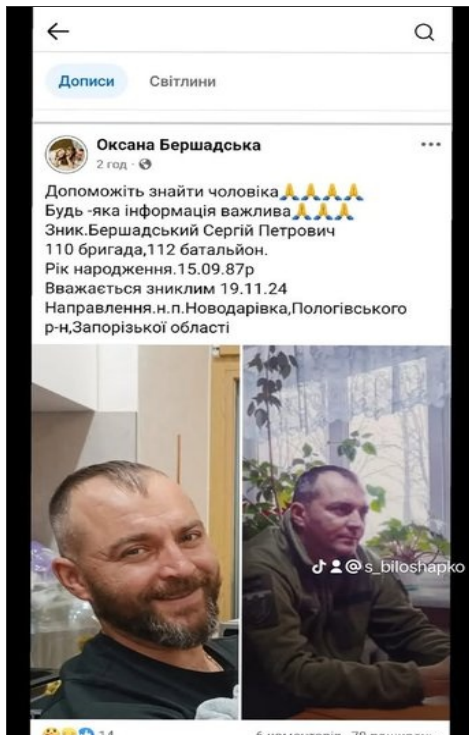 Дописи Світлини
Оксана Бершадська
2 год
Допоможіть знайти чоловіка🙏🙏🙏🙏
Будь -яка інформація важлива🙏🙏🙏
Зник.Бершадський Сергій Петрович
110 бригада,112 батальйон.
Рік народження.15.09.87р
Вважається зниклим 19.11.24
Направлення.н.п.Новодарівка,Пологівського
р-н,Запорізької області
@s_biloshapko
14